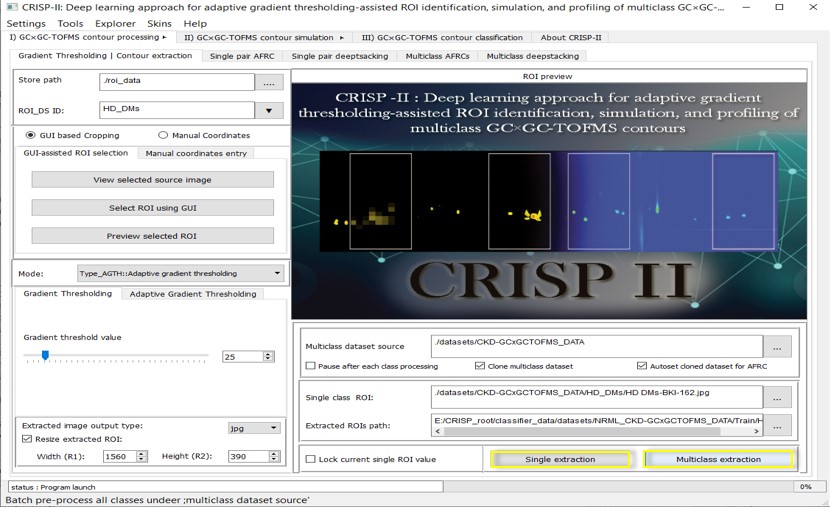 CRISP-II: Deep learning approach for adaptive gradient thresholding-assisted ROI identification, simulation, and profiling of multiclass GC×GC-...
Settings Tools Explorer Skins Help
I) GC×GC-TOFMS contour processing ▸ II) GC×GC-TOFMS contour simulation ▸ III) GC×GC-TOFMS contour classification About CRISP-II
Gradient Thresholding | Contour extraction Single pair AFRC Single pair deeptsacking Multiclass AFRCs Multiclass deepstacking
Store path ./roi_data ....
ROI_DS ID: HD_DMs
GUI based Cropping Manual Coordinates
GUI-assisted ROI selection Manual coordinates entry
View selected source image
Select ROI using GUI
Preview selected ROI
Mode: Type_AGTH::Adaptive gradient thresholding
Gradient Thresholding Adaptive Gradient Thresholding
Gradient threshold value
25
Extracted image output type: jpg
Resize extracted ROI:
Width (R1): 1560 Height (R2): 390
ROI preview
CRISP -II : Deep learning approach for adaptive gradient
thresholding-assisted ROI identification, simulation, and profiling of
multiclass GC×GC-TOFMS contours
CRISP II
Multiclass dataset source ./datasets/CKD-GCxGCTOFMS_DATA ...
Pause after each class processing Clone multiclass dataset Autoset cloned dataset for AFRC
Single class ROI: ./datasets/CKD-GCxGCTOFMS_DATA/HD_DMs/HD DMs-BKI-162.jpg ...
Extracted ROIs path: E:/CRISP_root/classifier_data/datasets/NRML_CKD-GCxGCTOFMS_DATA/Train/H ...
Lock current single ROI value Single extraction Multiclass extraction
status : Program launch 0%
Batch pre-process all classes undeer ;multiclass dataset source'